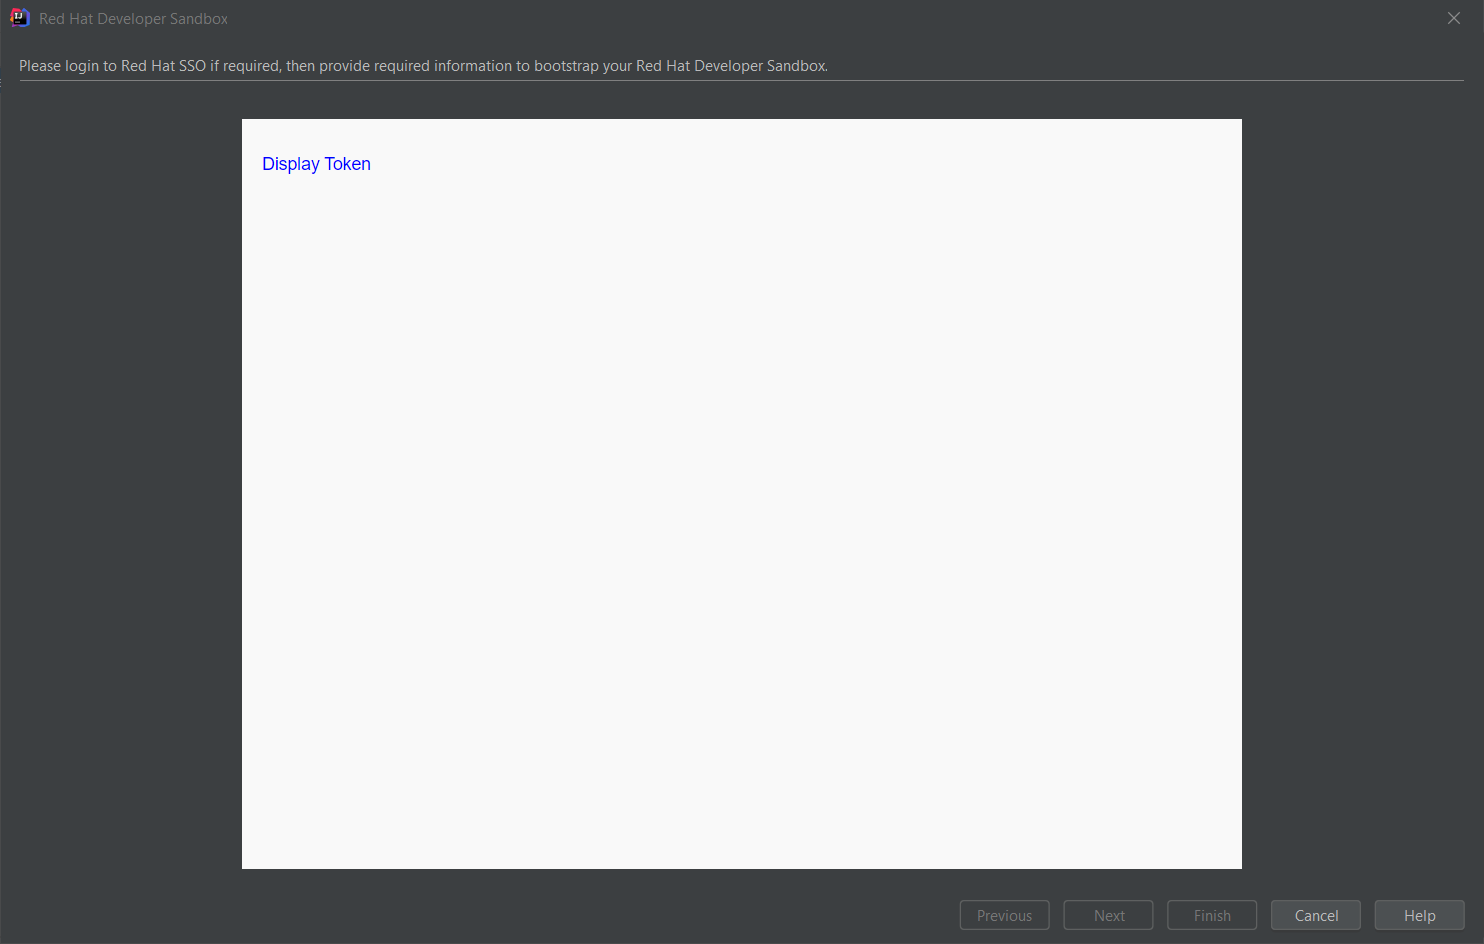 Red Hat Developer Sandbox
Please login to Red Hat SSO if required, then provide required information to bootstrap your Red Hat Developer Sandbox.
Display Token
Previous Next Finish Cancel Help